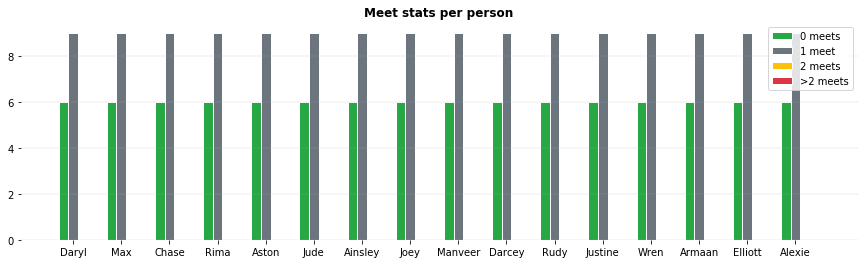 Meet stats per person
0 meets
1 meet
2 meets
>2 meets
8
6
4
2
0
Daryl Max Chase Rima Aston Jude Ainsley Joey Manveer Darcey Rudy Justine Wren Armaan Elliott Alexie